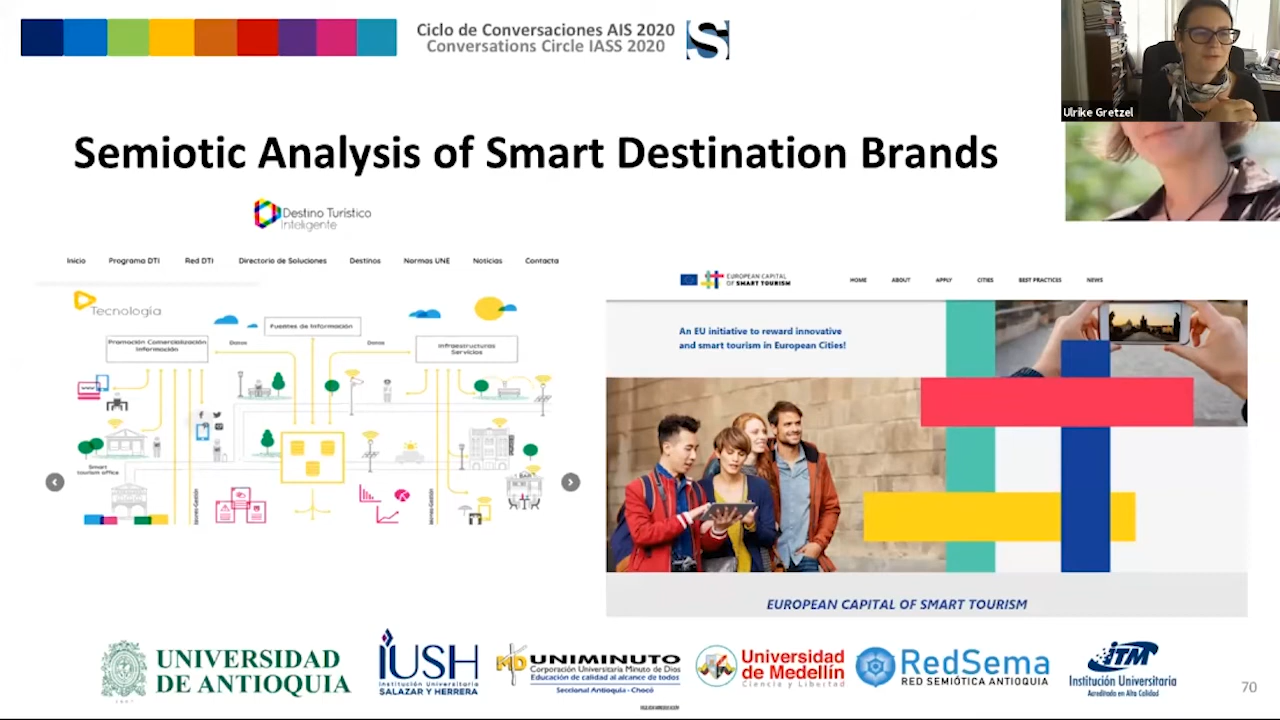 Ciclo de Conversaciones AIS 2020
Conversations Circle IASS 2020
S
Ulrike Gretzel
Semiotic Analysis of Smart Destination Brands
Destino Turístico
Inteligente
Inicio Programa DTI Red DTI Directorio de Soluciones Destinos Normas UNE Noticias Contacta
Tecnología
Fuentes de Información
Promoción Comercialización
Información
Datos
Datos
Infraestructuras
Servicios
Smart
tourism office
BAR
EUROPEAN CAPITAL
OF SMART TOURISM
HOME ABOUT APPLY CITIES BEST PRACTICES NEWS
An EU initiative to reward innovative
and smart tourism in European Cities!
EUROPEAN CAPITAL OF SMART TOURISM
UNIVERSIDAD
DE ANTIOQUIA
IUSH
Institución Universitaria
SALAZAR Y HERRERA
MD UNIMINUTO
Corporación Universitaria Minuto de Dios
Educación de calidad al alcance de todos
Seccional Antioquia - Chocó
Universidad
de Medellín
Ciencia y Libertad
RedSema
RED SEMIÓTICA ANTIOQUIA
iTM
Institución Universitaria
Acreditada en Alta Calidad
70